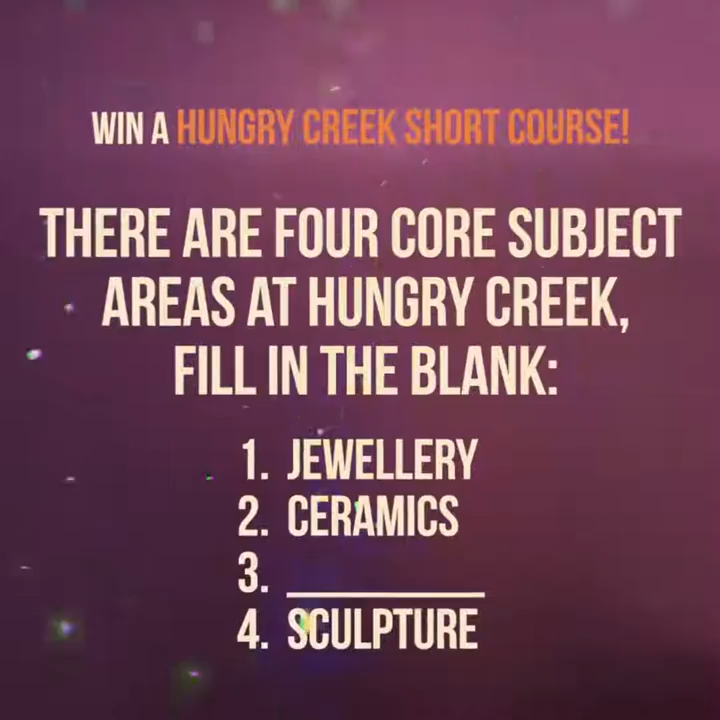 WIN A HUNGRY CREEK SHORT COURSE!
THERE ARE FOUR CORE SUBJECT
AREAS AT HUNGRY CREEK,
FILL IN THE BLANK:
1. JEWELLERY
2. CERAMICS
3. __________
4. SCULPTURE